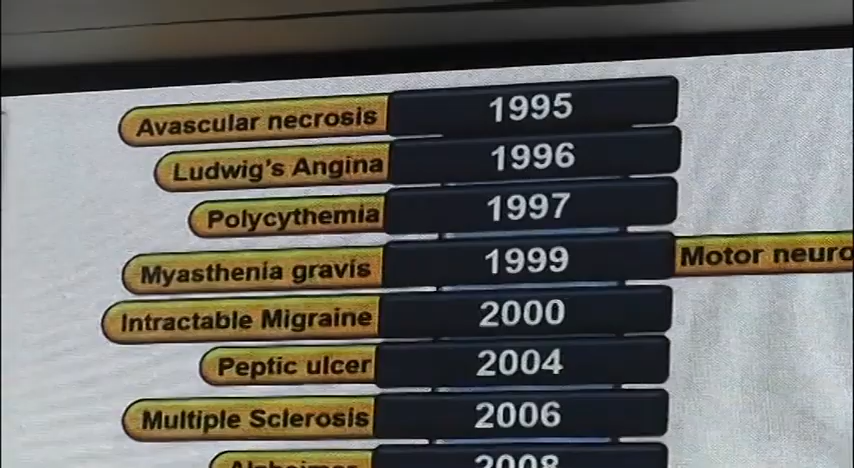 Avascular necrosis 1995
Ludwig's Angina 1996
Polycythemia 1997
Myasthenia gravis 1999 Motor neuro
Intractable Migraine 2000
Peptic ulcer 2004
Multiple Sclerosis 2006
2008